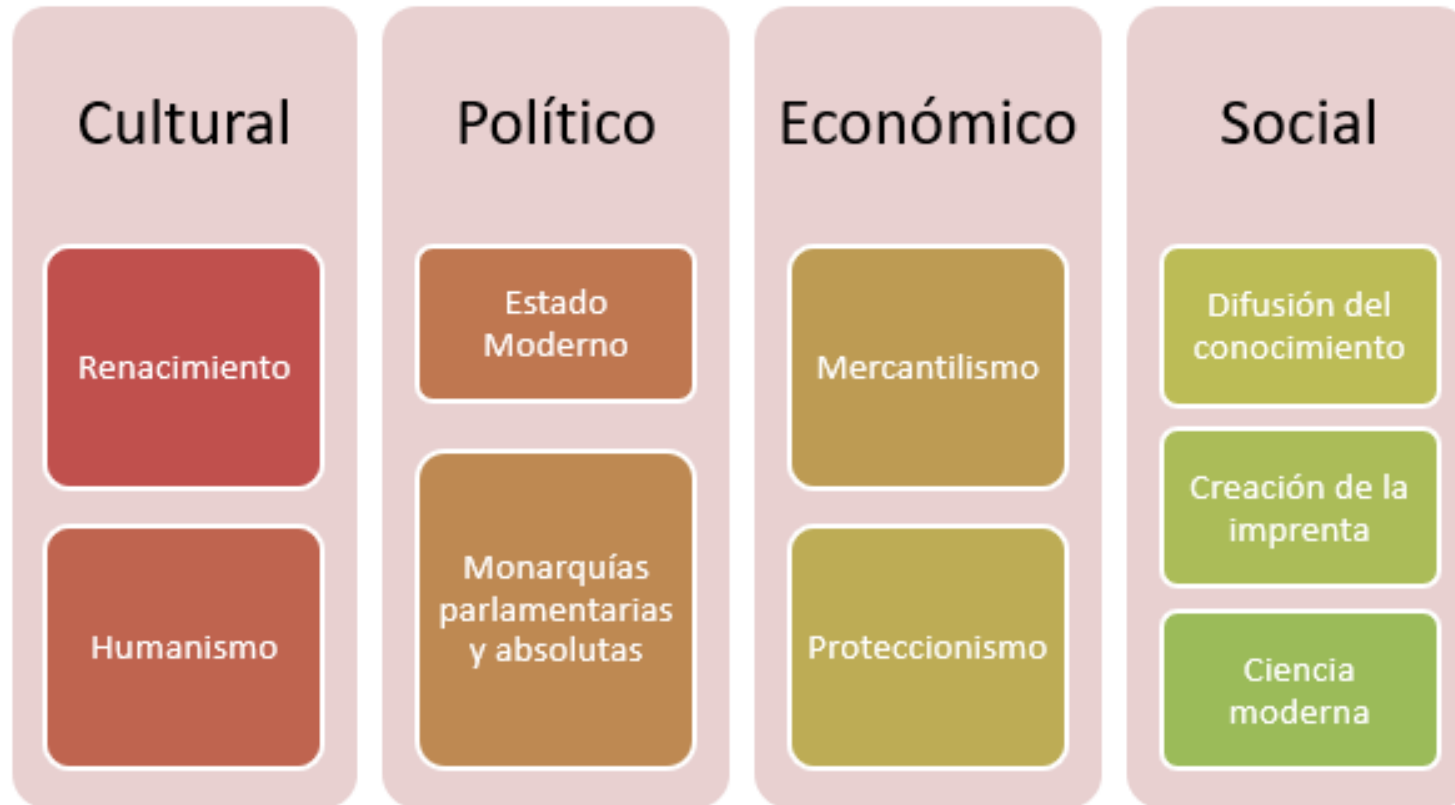 Cultural
Renacimiento
Humanismo
Político
Estado
Moderno
Monarquías
parlamentarias
y absolutas
Económico
Mercantilismo
Proteccionismo
Social
Difusión del
conocimiento
Creación de la
imprenta
Ciencia
moderna